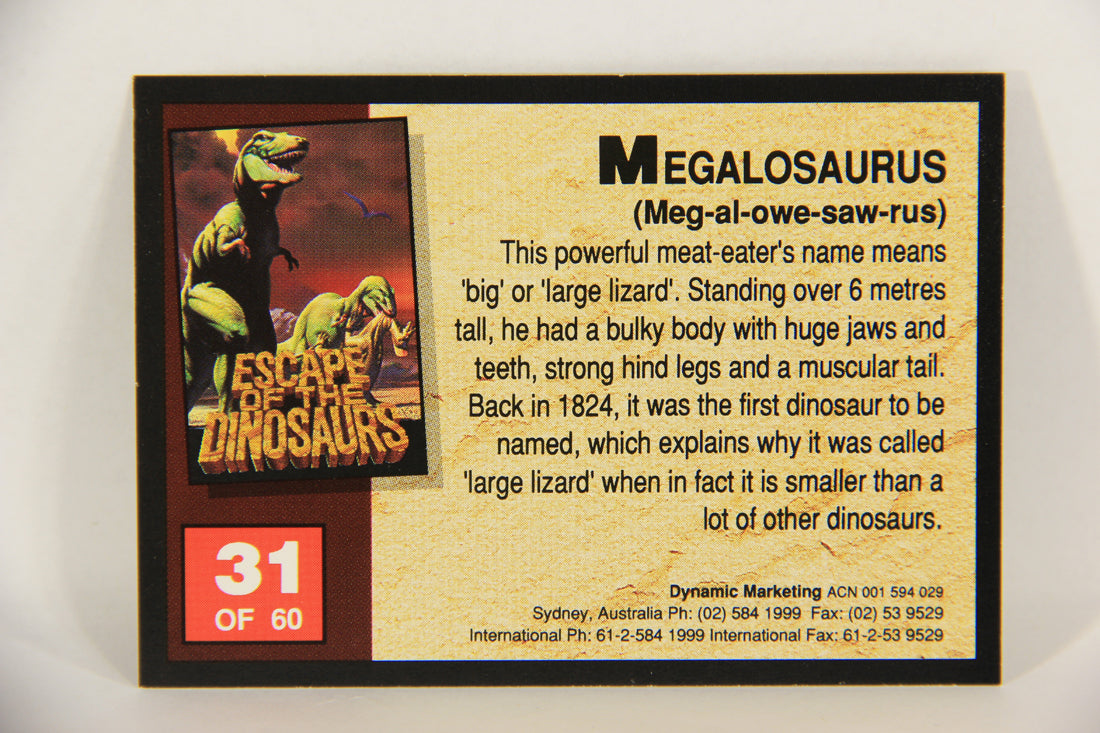 MEGALOSAURUS
(Meg-al-owe-saw-rus)
This powerful meat-eater's name means
'big' or 'large lizard'. Standing over 6 metres
tall, he had a bulky body with huge jaws and
teeth, strong hind legs and a muscular tail.
Back in 1824, it was the first dinosaur to be
named, which explains why it was called
'large lizard' when in fact it is smaller than a
lot of other dinosaurs.
ESCAPE
OF THE
DINOSAURS
31
OF 60
Dynamic Marketing ACN 001 594 029
Sydney, Australia Ph: (02) 584 1999 Fax: (02) 53 9529
International Ph: 61-2-584 1999 International Fax: 61-2-53 9529